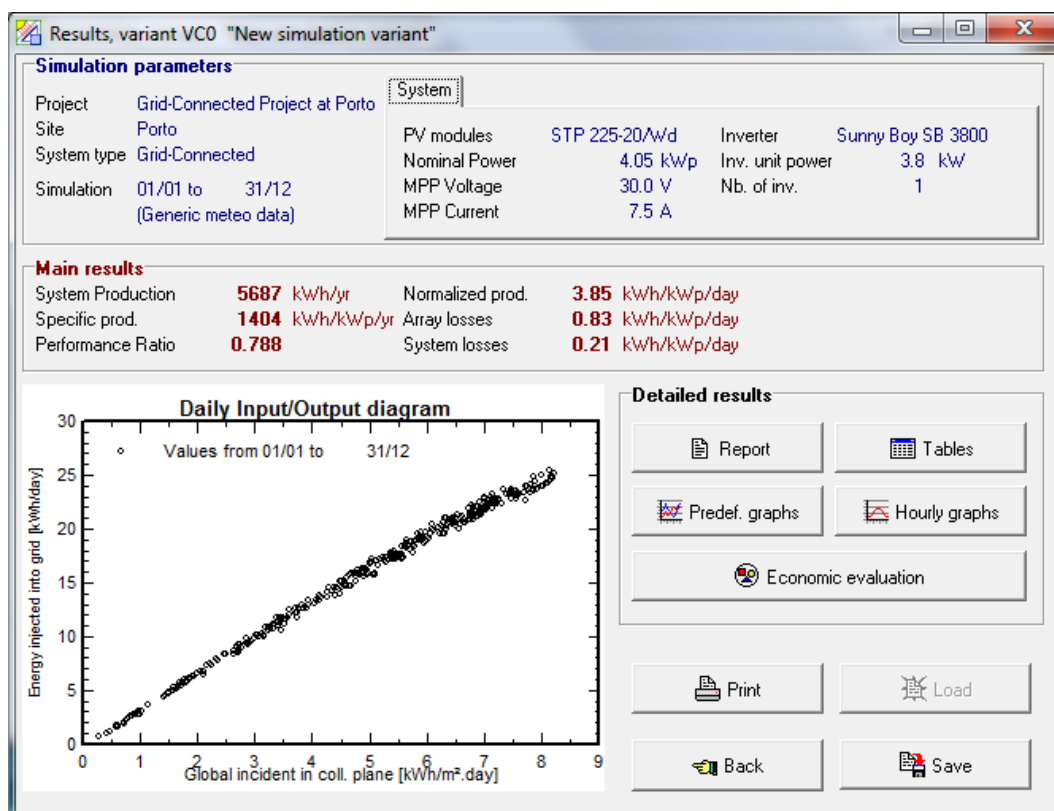 Results, variant VC0 "New simulation variant"
Simulation parameters
Project Grid-Connected Project at Porto
Site Porto
System type Grid-Connected
Simulation 01/01 to 31/12
(Generic meteo data)
System
PV modules STP 225-20/Wd Inverter Sunny Boy SB 3800
Nominal Power 4.05 kWp Inv. unit power 3.8 kW
MPP Voltage 30.0 V Nb. of inv. 1
MPP Current 7.5 A
Main results
System Production 5687 kWh/yr Normalized prod. 3.85 kWh/kWp/day
Specific prod. 1404 kWh/kWp/yr Array losses 0.83 kWh/kWp/day
Performance Ratio 0.788 System losses 0.21 kWh/kWp/day
Daily Input/Output diagram
Values from 01/01 to 31/12
Energy injected into grid [kWh/day]
30
25
20
15
10
5
0
0 1 2 3 4 5 6 7 8 9
Global incident in coll. plane [kWh/m².day]
Detailed results
Report Tables
Predef. graphs Hourly graphs
Economic evaluation
Print Load
Back Save